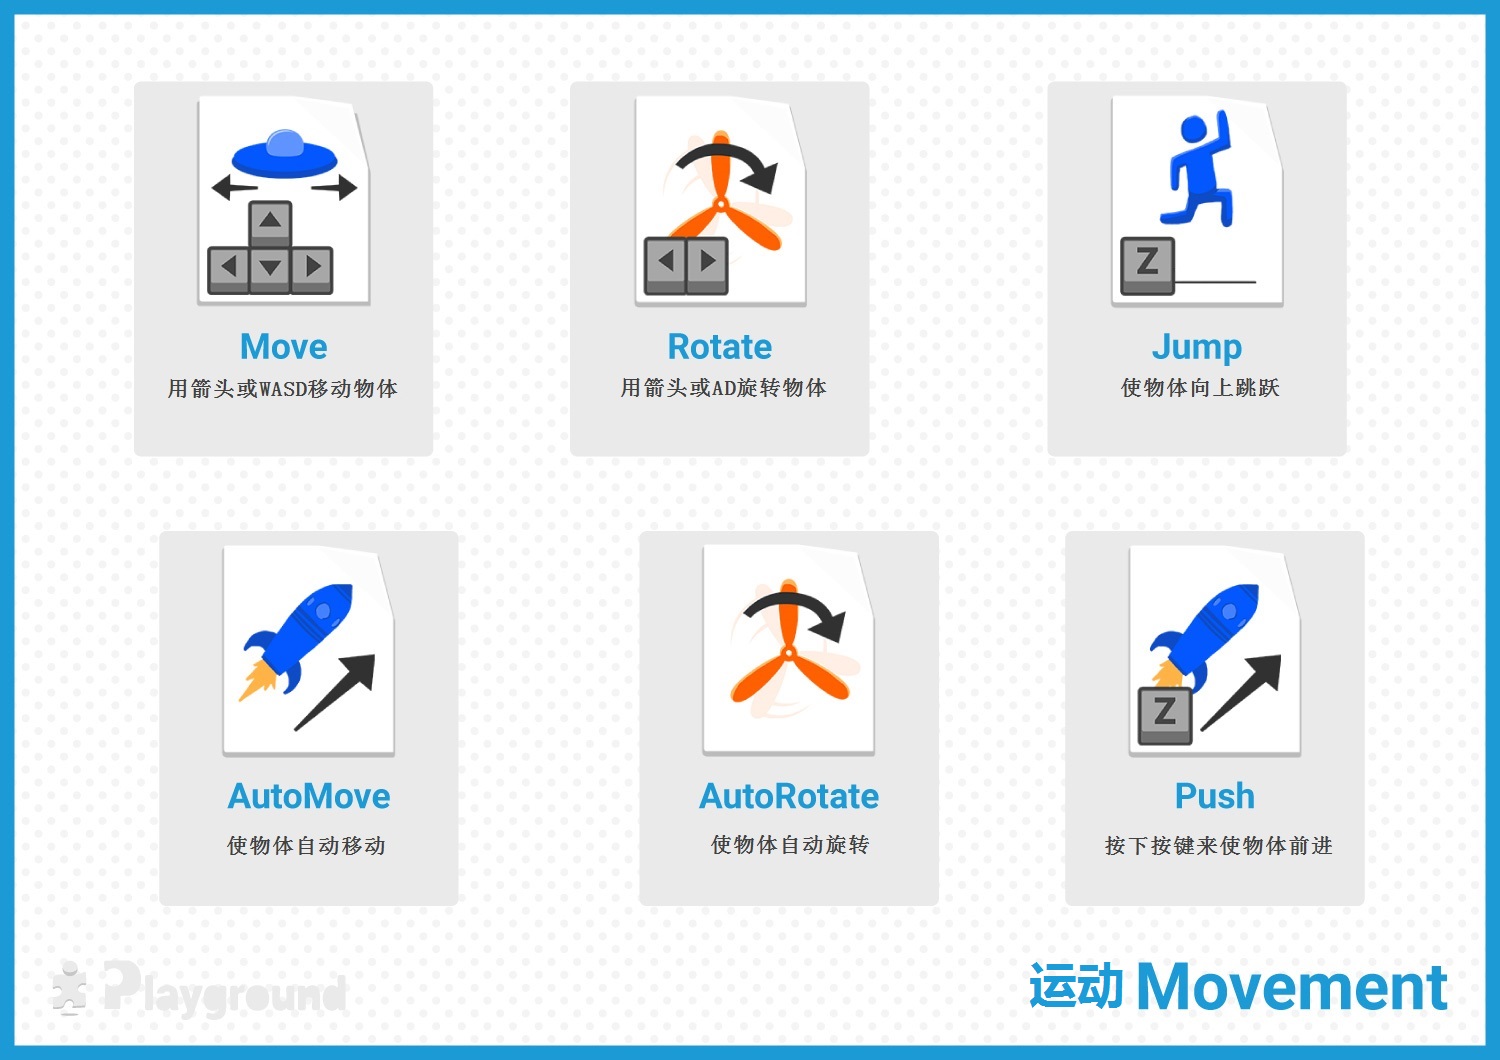 Move
用箭头或WASD移动物体
Rotate
用箭头或AD旋转物体
Z
Jump
使物体向上跳跃
AutoMove
使物体自动移动
AutoRotate
使物体自动旋转
Z
Push
按下按键来使物体前进
Playground
运动 Movement